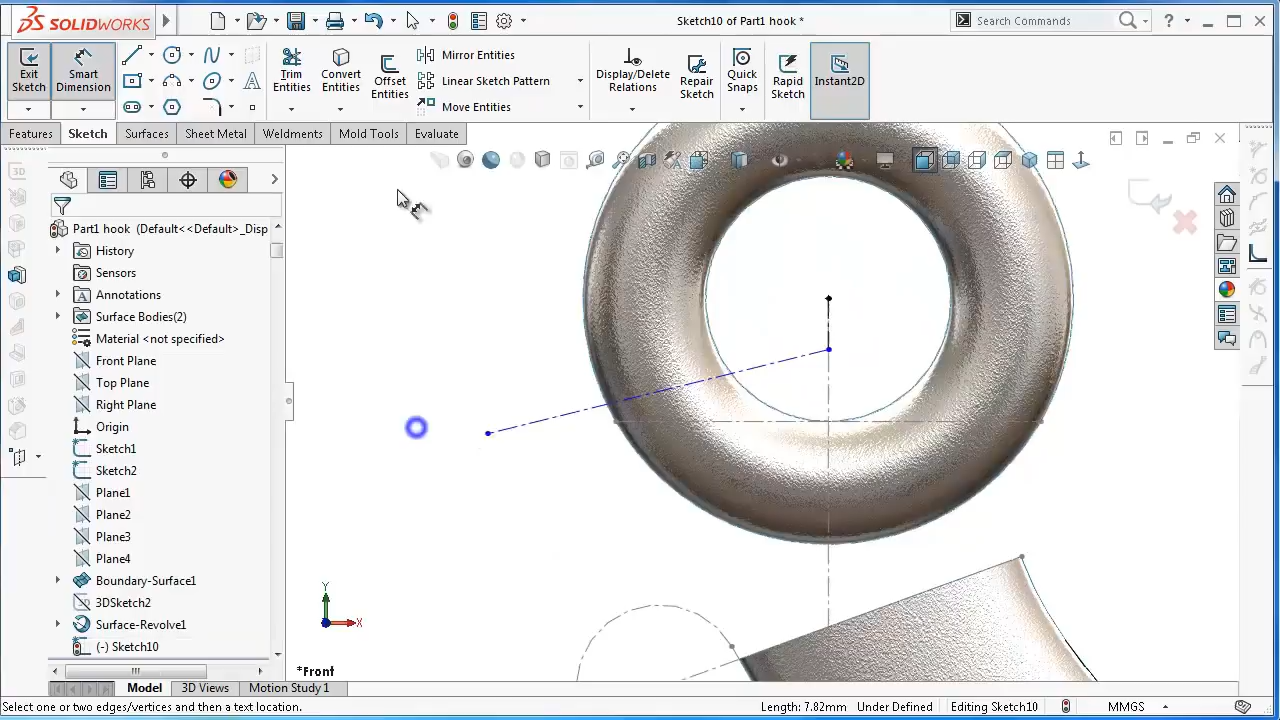 SOLIDWORKS
Sketch10 of Part1 hook *
Search Commands
?
Exit Sketch
Smart Dimension
Trim Entities
Convert Entities
Offset Entities
Mirror Entities
Linear Sketch Pattern
Move Entities
Display/Delete Relations
Repair Sketch
Quick Snaps
Rapid Sketch
Instant2D
Features Sketch Surfaces Sheet Metal Weldments Mold Tools Evaluate
Part1 hook (Default<<Default>_Disp
History
Sensors
Annotations
Surface Bodies(2)
Material <not specified>
Front Plane
Top Plane
Right Plane
Origin
Sketch1
Sketch2
Plane1
Plane2
Plane3
Plane4
Boundary-Surface1
3DSketch2
Surface-Revolve1
(-) Sketch10
Y
X
*Front
Model 3D Views Motion Study 1
Select one or two edges/vertices and then a text location.
Length: 7.82mm Under Defined Editing Sketch10 MMGS